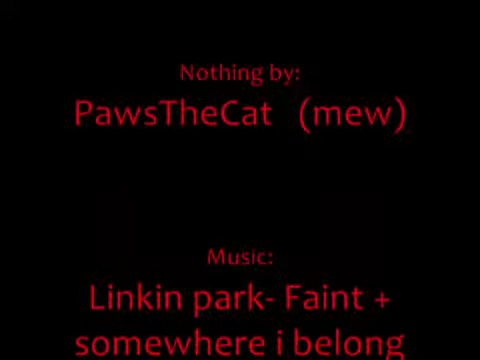 Nothing by:
PawsTheCat (mew)
Music:
Linkin park- Faint +
somewhere i belong